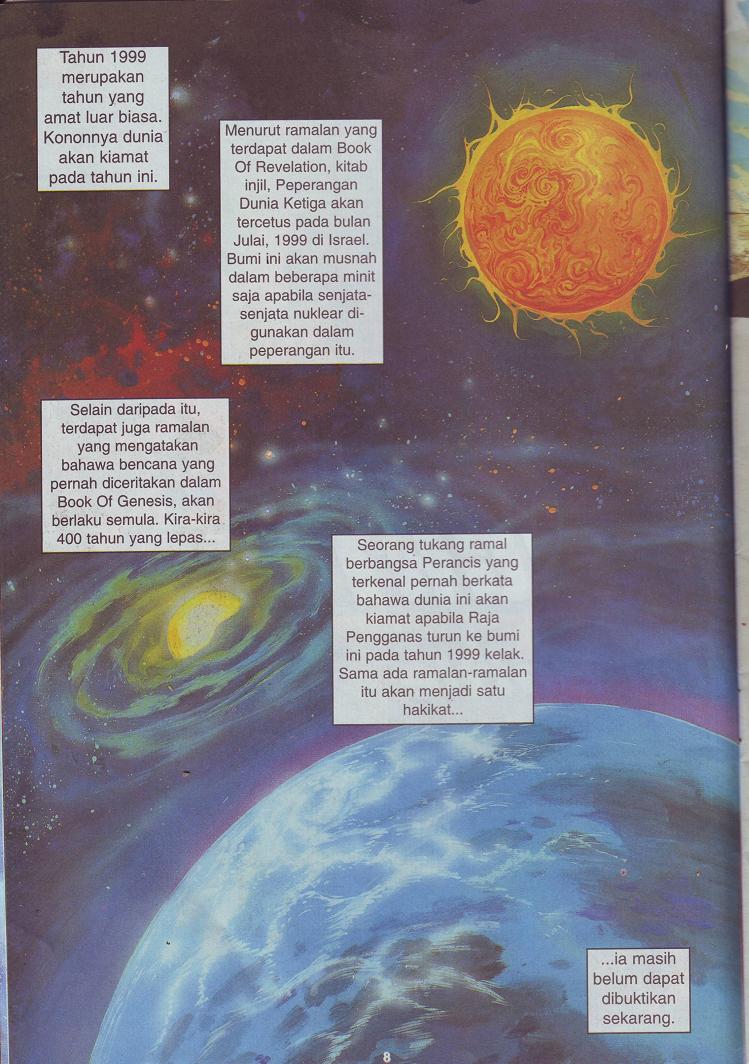 Tahun 1999
merupakan
tahun yang
amat luar biasa.
Kononnya dunia
akan kiamat
pada tahun ini.
Menurut ramalan yang
terdapat dalam Book
Of Revelation, kitab
injil, Peperangan
Dunia Ketiga akan
tercetus pada bulan
Julai, 1999 di Israel.
Bumi ini akan musnah
dalam beberapa minit
saja apabila senjata-
senjata nuklear di-
gunakan dalam
peperangan itu.
Selain daripada itu,
terdapat juga ramalan
yang mengatakan
bahawa bencana yang
pernah diceritakan dalam
Book Of Genesis, akan
berlaku semula. Kira-kira
400 tahun yang lepas...
Seorang tukang ramal
berbangsa Perancis yang
terkenal pernah berkata
bahawa dunia ini akan
kiamat apabila Raja
Pengganas turun ke bumi
ini pada tahun 1999 kelak.
Sama ada ramalan-ramalan
itu akan menjadi satu
hakikat...
...ia masih
belum dapat
dibuktikan
sekarang.
8